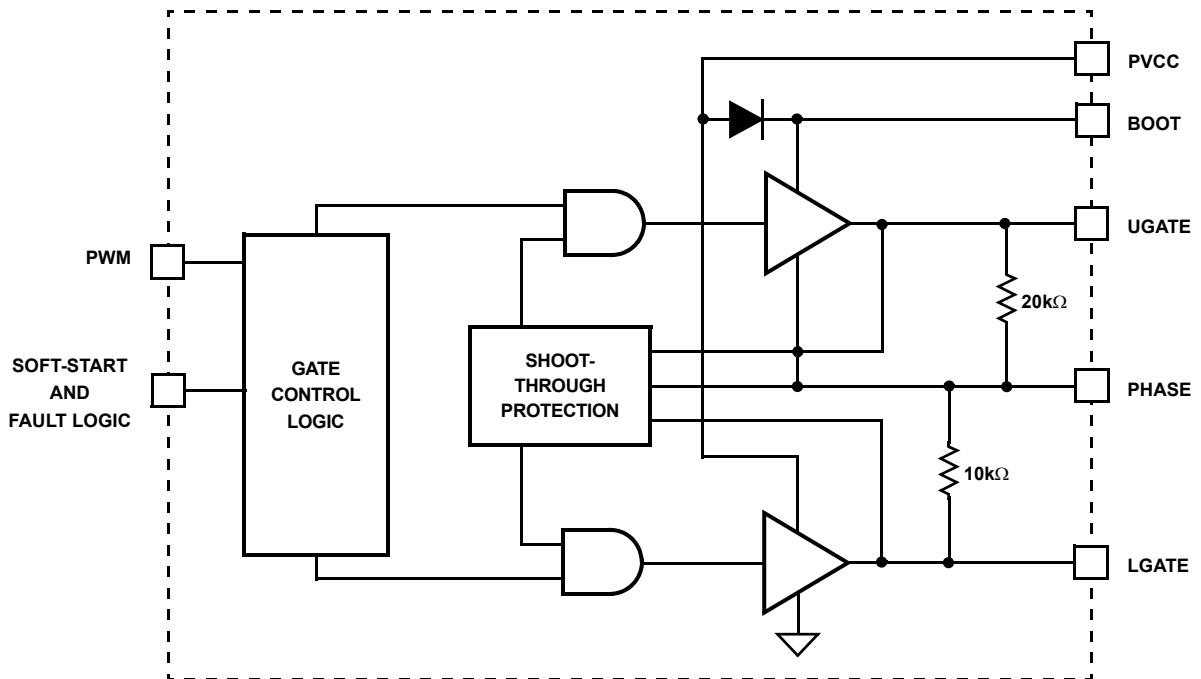 PVCC
BOOT
UGATE
PWM
20kΩ
SOFT-START
AND
FAULT LOGIC
GATE
CONTROL
LOGIC
SHOOT-
THROUGH
PROTECTION
PHASE
10kΩ
LGATE